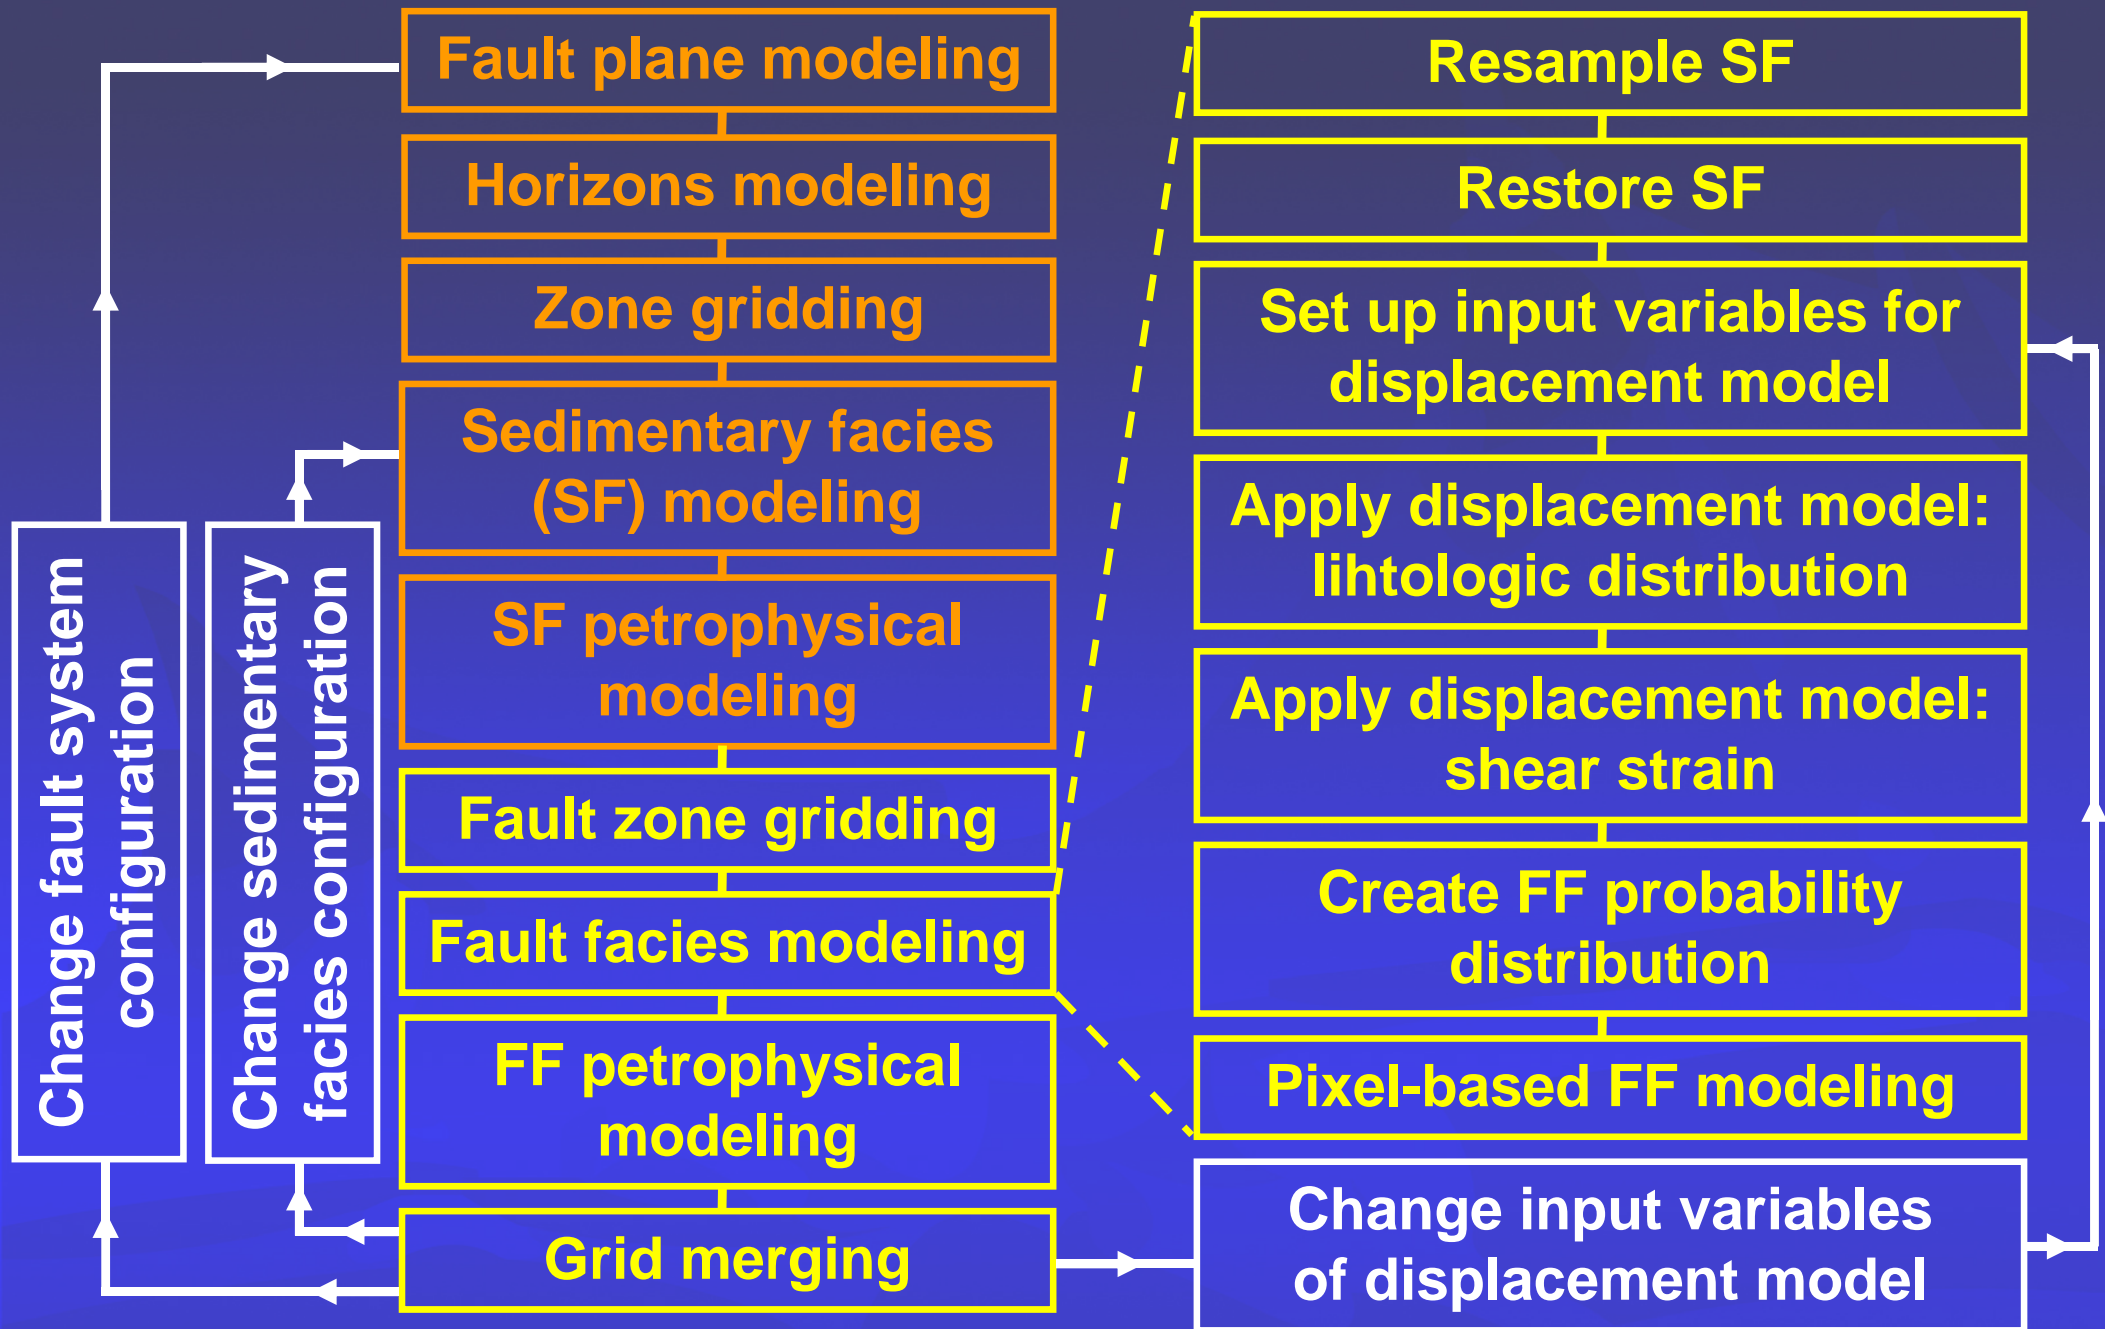 Fault plane modeling
Horizons modeling
Zone gridding
Sedimentary facies
(SF) modeling
SF petrophysical
modeling
Fault zone gridding
Fault facies modeling
FF petrophysical
modeling
Grid merging
Change fault system
configuration
Change sedimentary
facies configuration
Resample SF
Restore SF
Set up input variables for
displacement model
Apply displacement model:
lihtologic distribution
Apply displacement model:
shear strain
Create FF probability
distribution
Pixel-based FF modeling
Change input variables
of displacement model